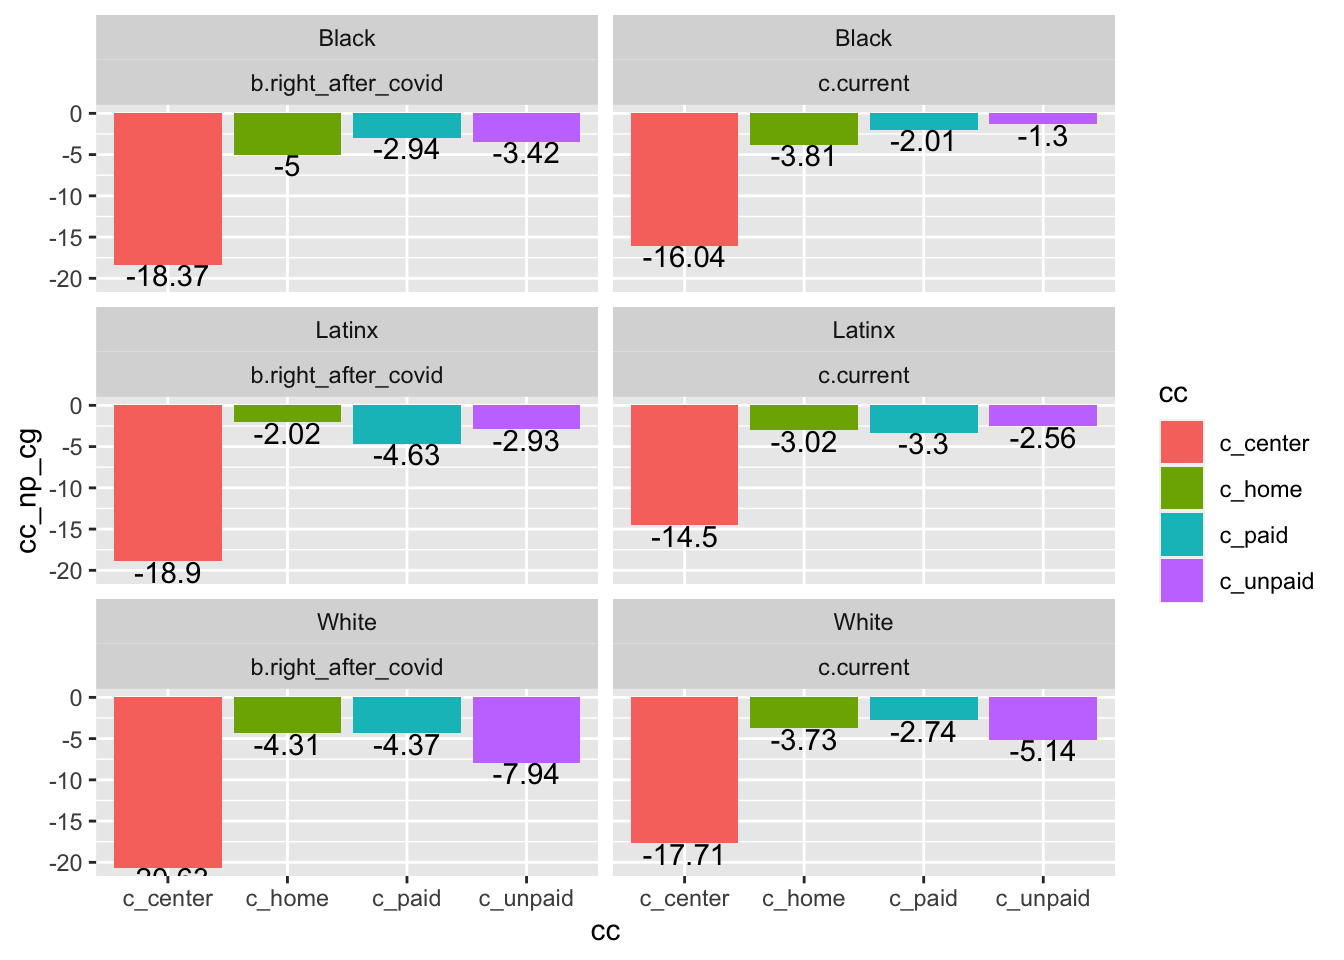 Black Black
b.right_after_covid c.current
0
-5
-10
-15
-20
-18.37 -5 -2.94 -3.42
-16.04 -3.81 -2.01 -1.3
Latinx Latinx
b.right_after_covid c.current
0
-5
-10
-15
-20
-18.9 -2.02 -4.63 -2.93
-14.5 -3.02 -3.3 -2.56
White White
b.right_after_covid c.current
0
-5
-10
-15
-20
-4.31 -4.37 -7.94
-17.71 -3.73 -2.74 -5.14
c_center c_home c_paid c_unpaid c_center c_home c_paid c_unpaid
cc
cc_np_cg
cc
c_center
c_home
c_paid
c_unpaid